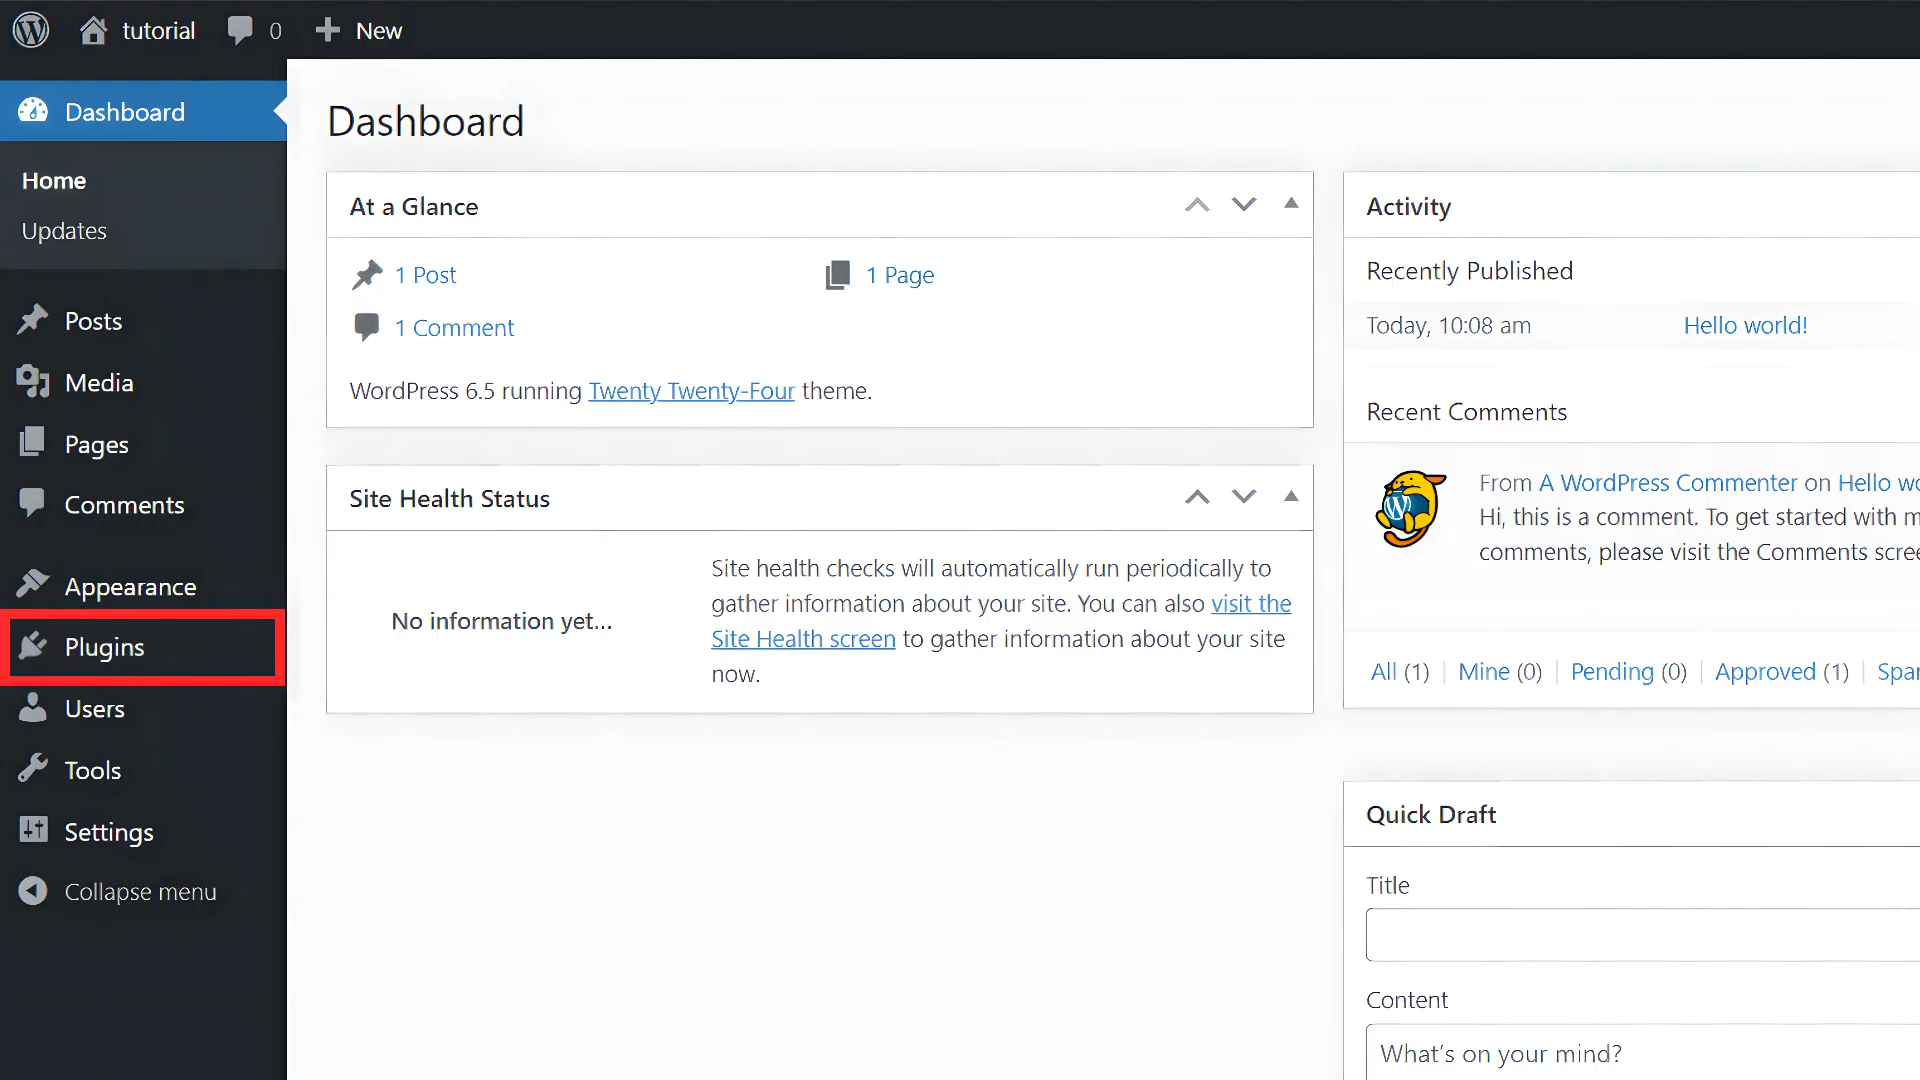 tutorial
0
New
Dashboard
Home
Updates
Posts
Media
Pages
Comments
Appearance
Plugins
Users
Tools
Settings
Collapse menu
Dashboard
At a Glance
1 Post
1 Page
1 Comment
WordPress 6.5 running Twenty Twenty-Four theme.
Site Health Status
No information yet...
Site health checks will automatically run periodically to
gather information about your site. You can also visit the
Site Health screen to gather information about your site
now.
Activity
Recently Published
Today, 10:08 am
Hello world!
Recent Comments
From A WordPress Commenter on Hello
Hi, this is a comment. To get started with
comments, please visit the Comments
All (1) | Mine (0) | Pending (0) | Approved (1) |
Quick Draft
Title
Content
What's on your mind?